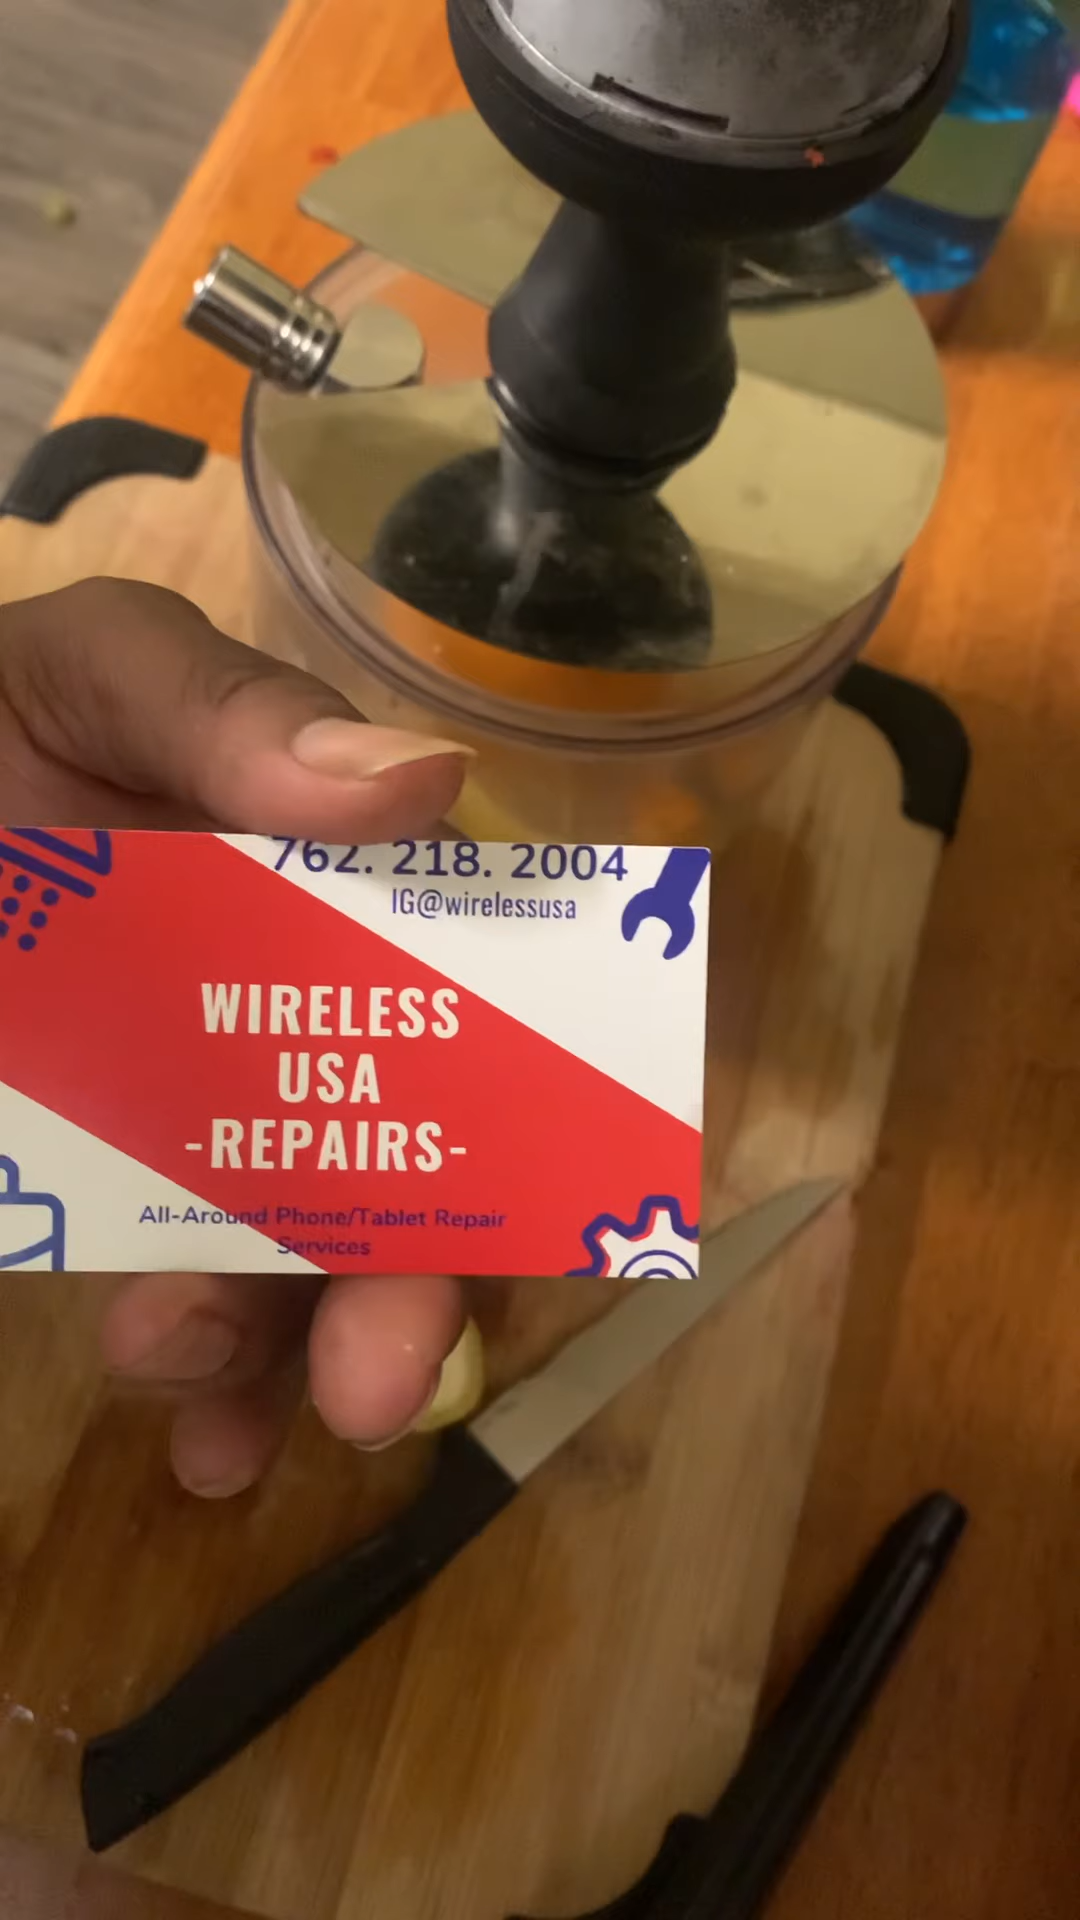 762. 218. 2004
IG@wirelessusa
WIRELESS
USA
-REPAIRS-
All-Around Phone/Tablet Repair
Services